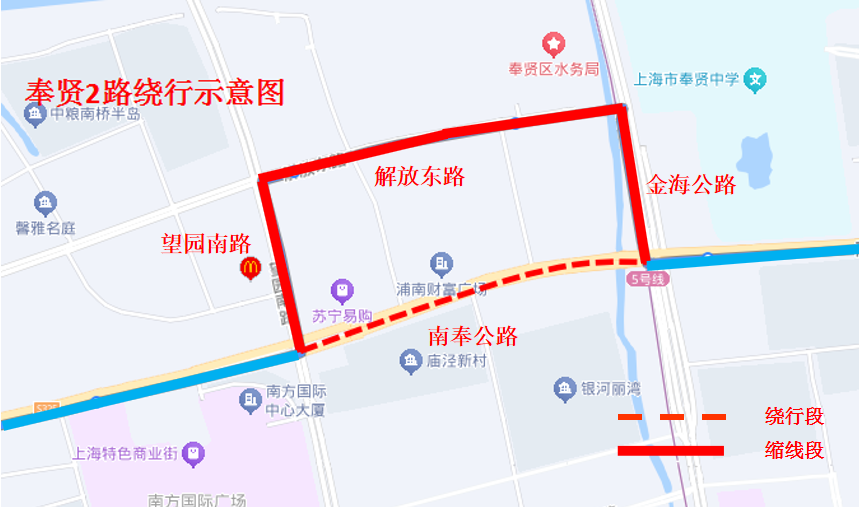 奉贤区水务局
上海市奉贤中学
奉贤2路绕行示意图
中粮南桥半岛
解放东路
金海公路
馨雅名庭
望园南路
5号线
浦南财富广场
苏宁易购
南奉公路
庙泾新村
银河丽湾
南方国际
中心大厦
绕行段
缩线段
上海特色商业街
南方国际广场